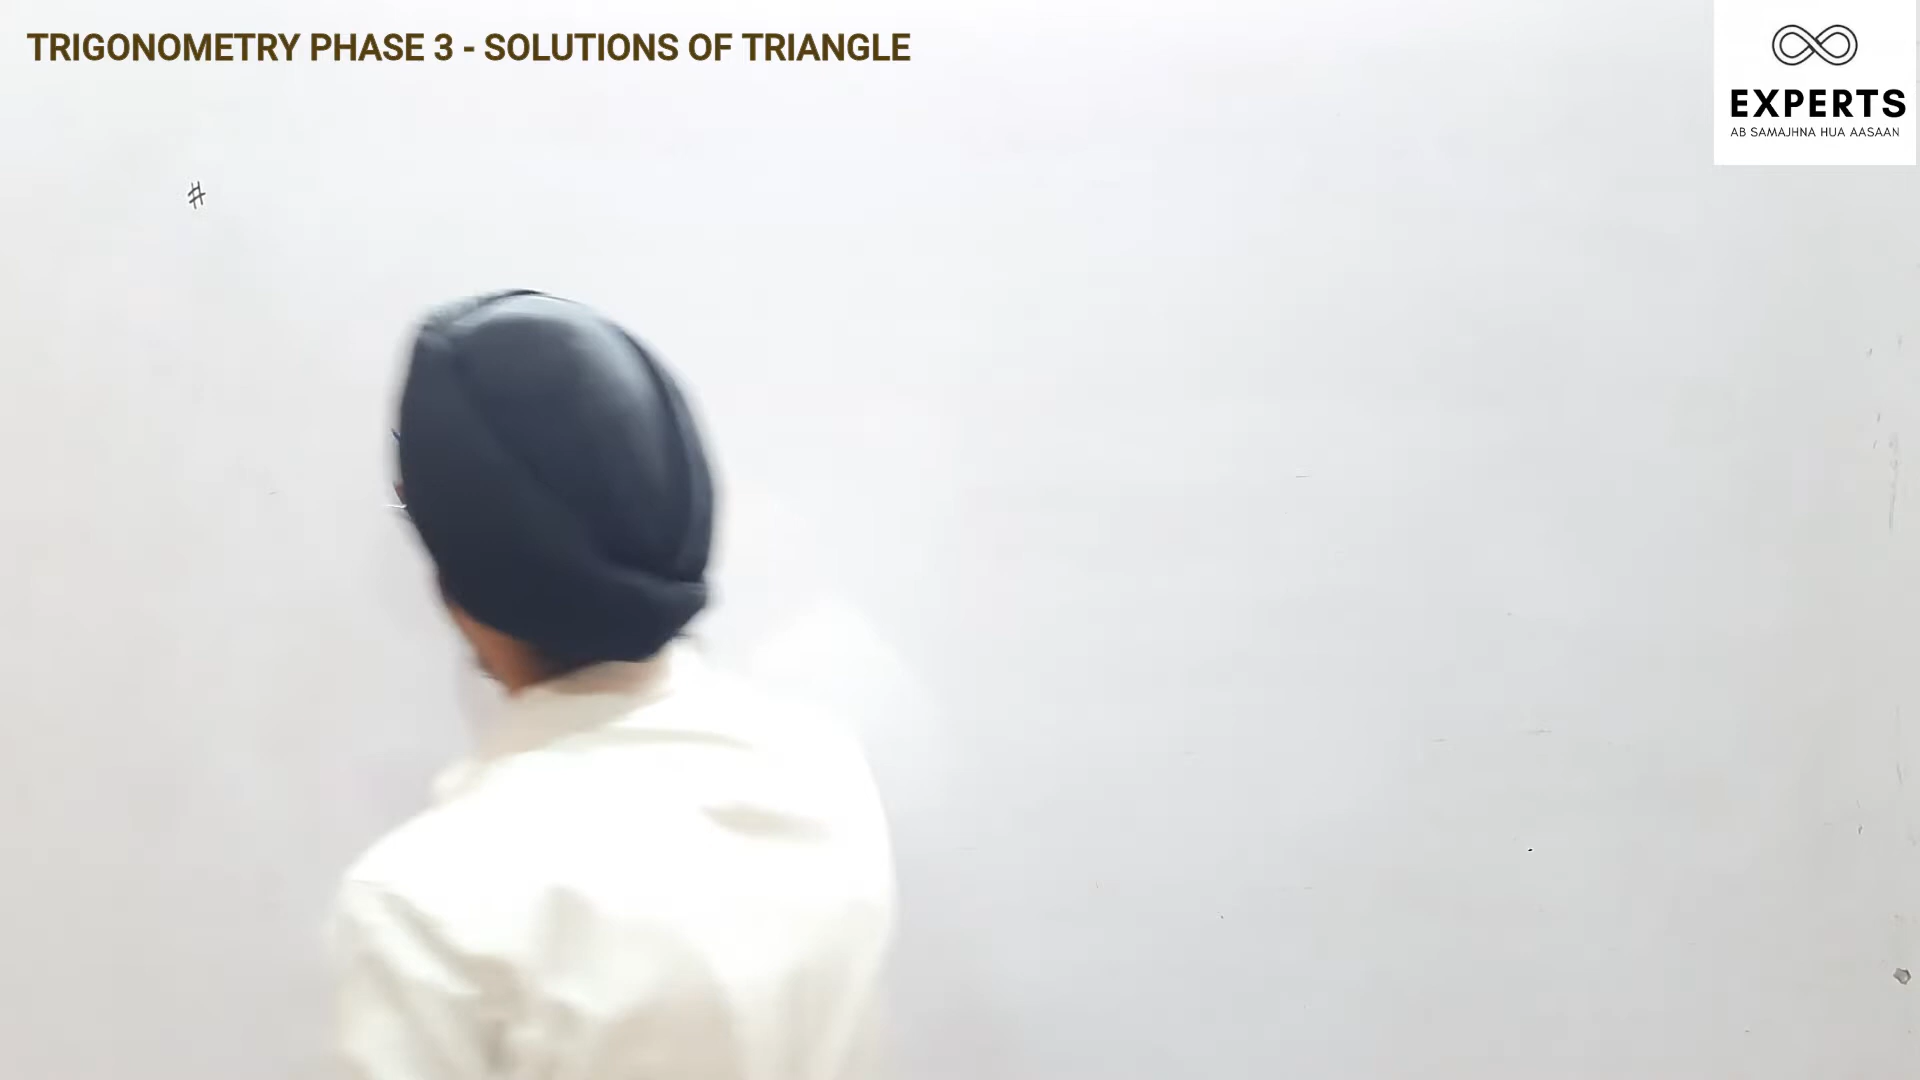 TRIGONOMETRY PHASE 3 - SOLUTIONS OF TRIANGLE
EXPERTS
AB SAMAJHNA HUA AASAAN
#